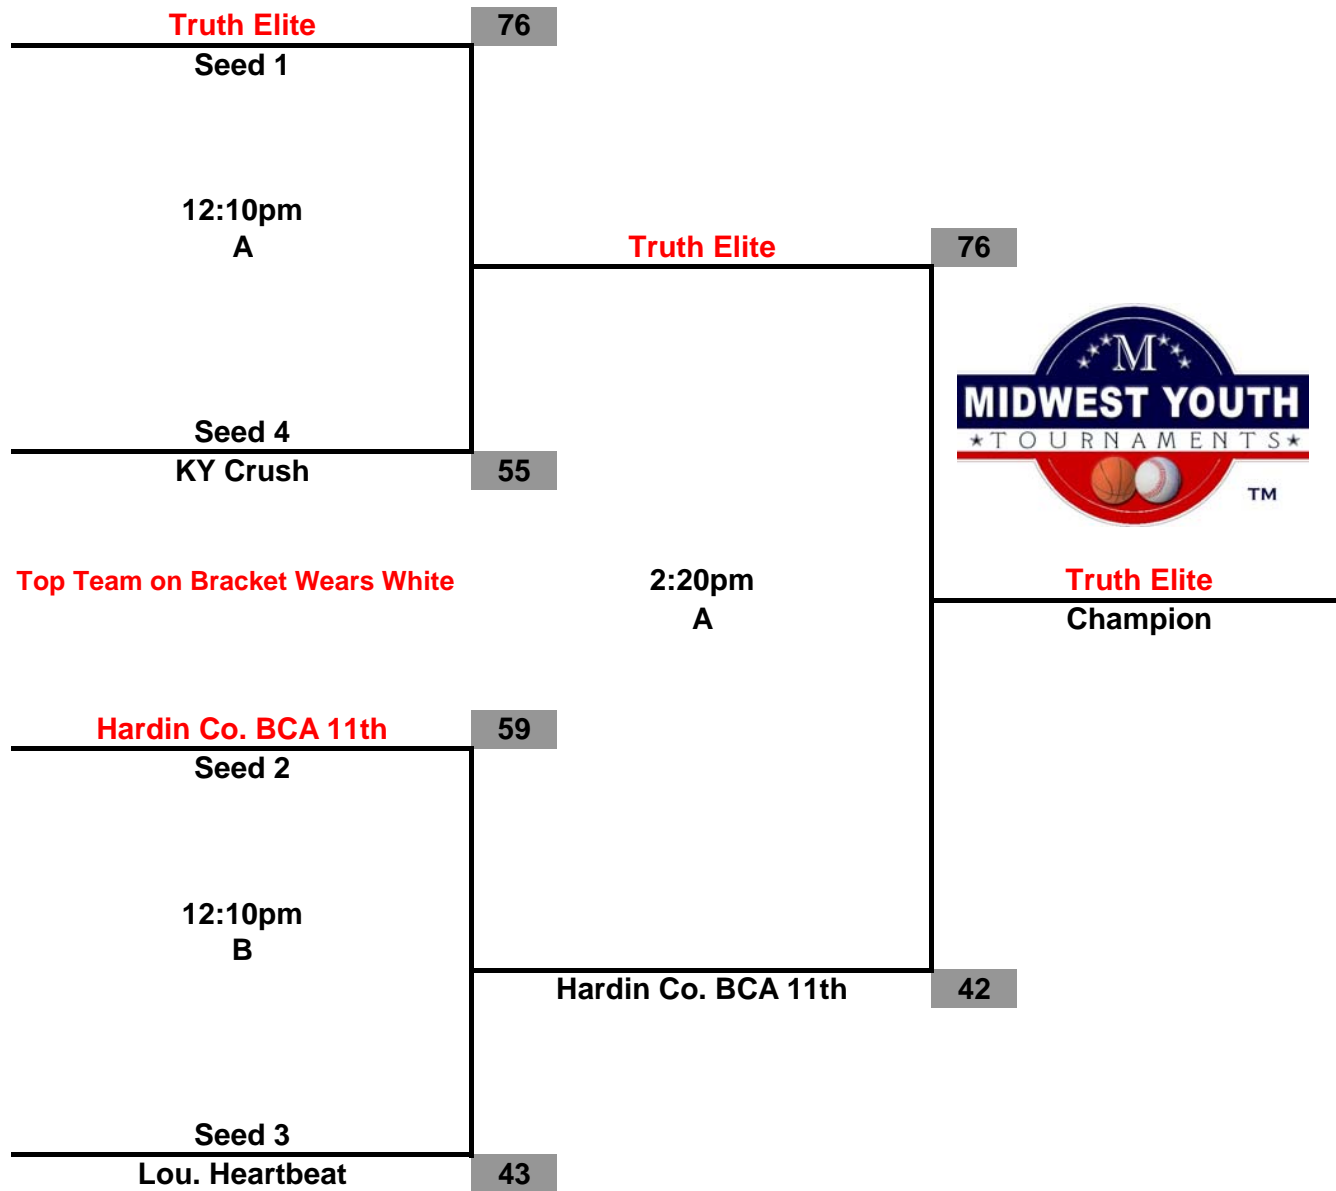 Truth Elite 76
Seed 1
12:10pm
A
Truth Elite 76
M
MIDWEST YOUTH
TOURNAMENTS
TM
Seed 4
KY Crush 55
Top Team on Bracket Wears White
2:20pm
A
Truth Elite
Champion
Hardin Co. BCA 11th 59
Seed 2
12:10pm
B
Hardin Co. BCA 11th 42
Seed 3
Lou. Heartbeat 43